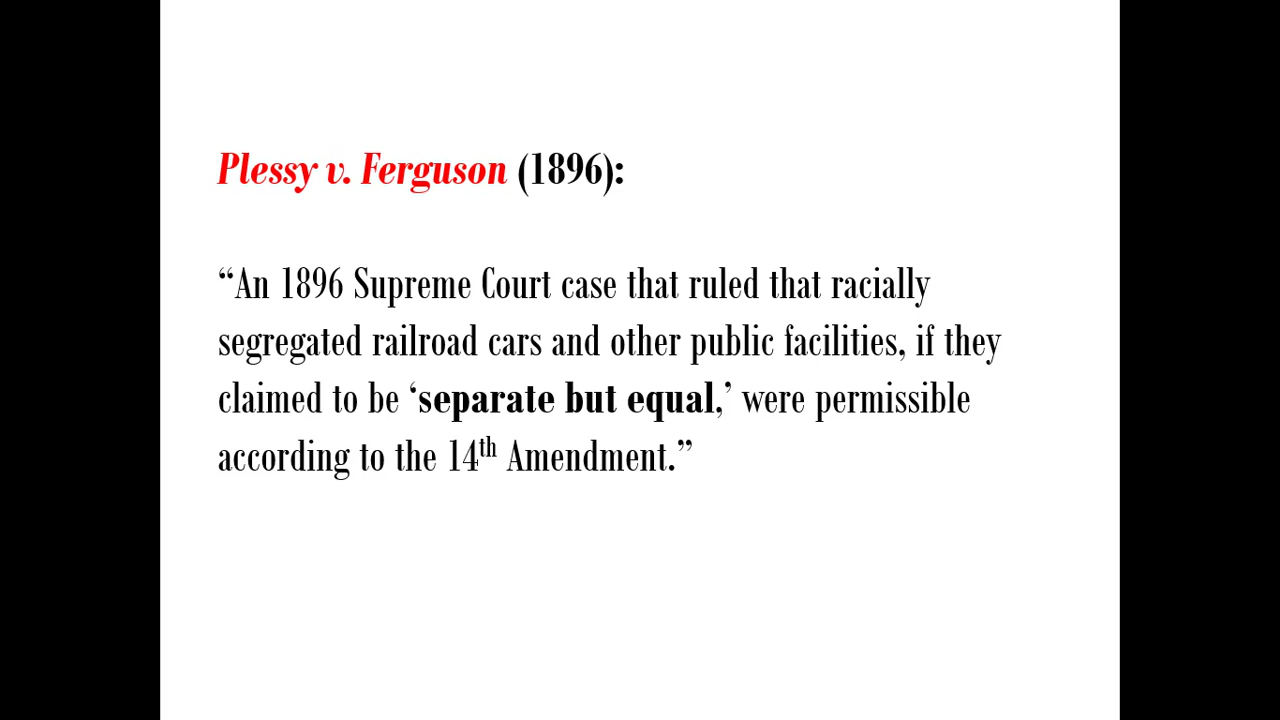 Plessy v. Ferguson (1896):
“An 1896 Supreme Court case that ruled that racially
segregated railroad cars and other public facilities, if they
claimed to be ‘separate but equal,’ were permissible
according to the 14th Amendment.”